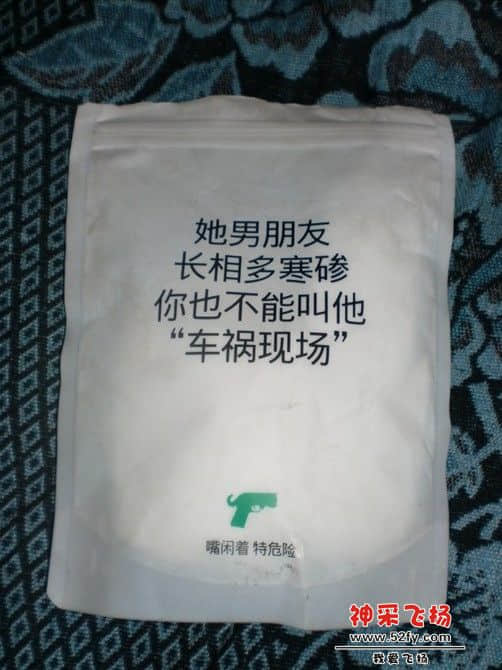 她男朋友
长相多寒碜
你也不能叫他
“车祸现场”
嘴闲着 特危险
神采飞扬
www.52fy.com
我爱飞扬